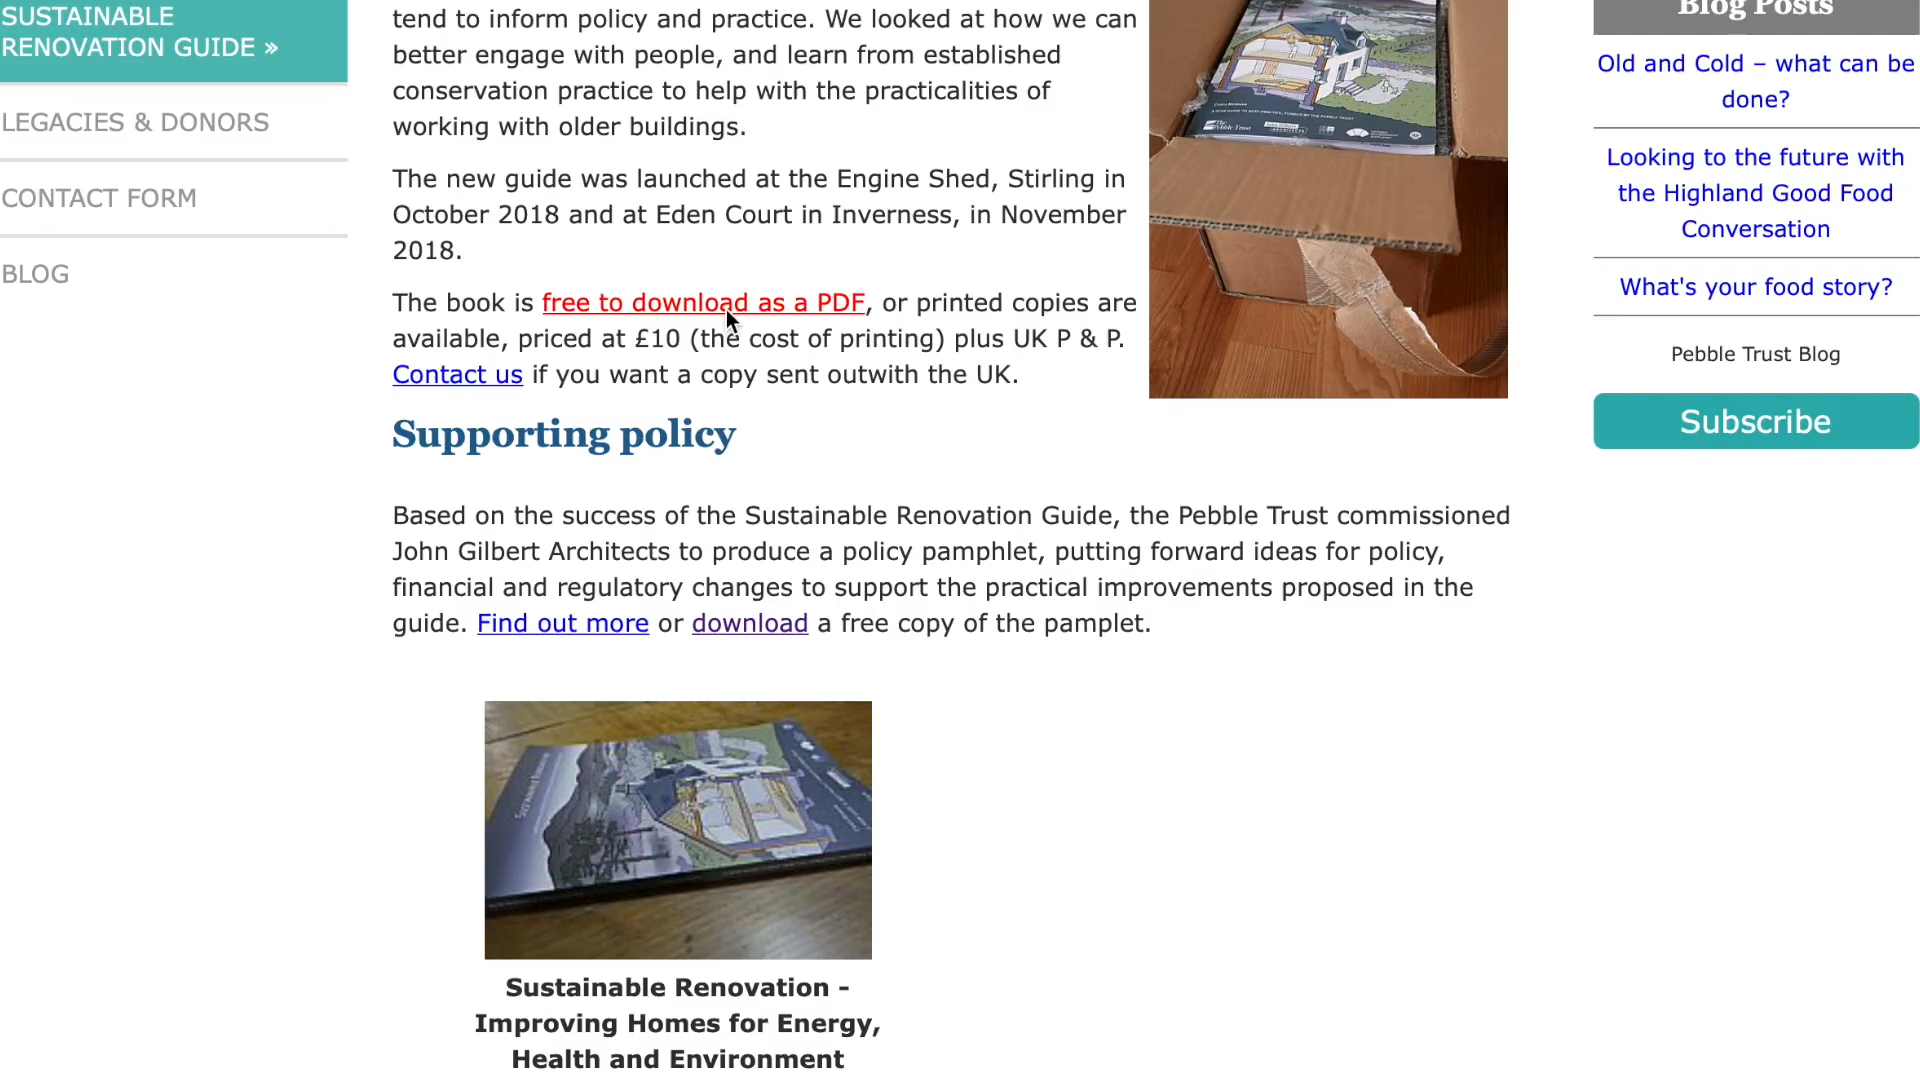 SUSTAINABLE
RENOVATION GUIDE »
LEGACIES & DONORS
CONTACT FORM
BLOG
tend to inform policy and practice. We looked at how we can
better engage with people, and learn from established
conservation practice to help with the practicalities of
working with older buildings.
The new guide was launched at the Engine Shed, Stirling in
October 2018 and at Eden Court in Inverness, in November
2018.
The book is free to download as a PDF, or printed copies are
available, priced at £10 (the cost of printing) plus UK P & P.
Contact us if you want a copy sent outwith the UK.
Supporting policy
Based on the success of the Sustainable Renovation Guide, the Pebble Trust commissioned
John Gilbert Architects to produce a policy pamphlet, putting forward ideas for policy,
financial and regulatory changes to support the practical improvements proposed in the
guide. Find out more or download a free copy of the pamplet.
Sustainable Renovation -
Improving Homes for Energy,
Health and Environment
Blog Posts
Old and Cold – what can be
done?
Looking to the future with
the Highland Good Food
Conversation
What's your food story?
Pebble Trust Blog
Subscribe